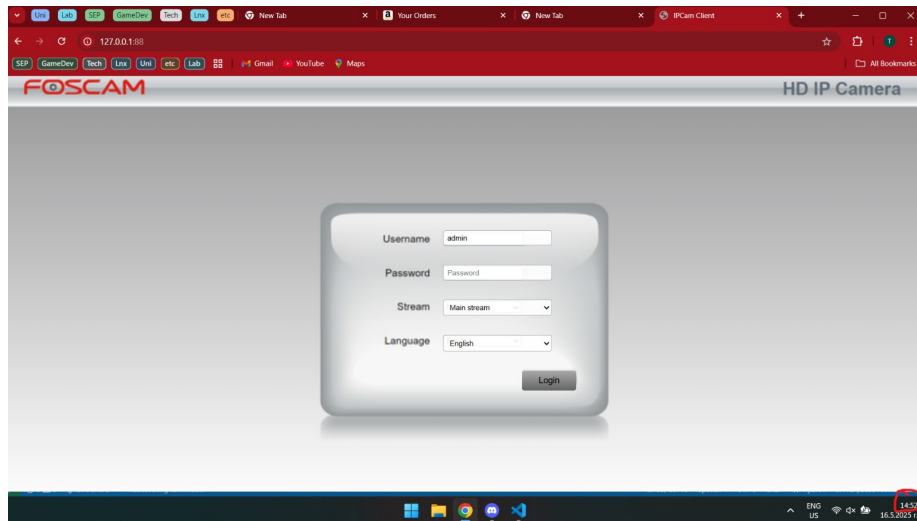 Uni Lab SEP GameDev Tech Lnx etc New Tab Your Orders New Tab IPCam Client
127.0.0.1:88
SEP GameDev Tech Lnx Uni etc Lab Gmail YouTube Maps All Bookmarks
FOSCAM HD IP Camera
Username admin
Password Password
Stream Main stream
Language English
Login
ENG 14:52
US 16.5.2025 г